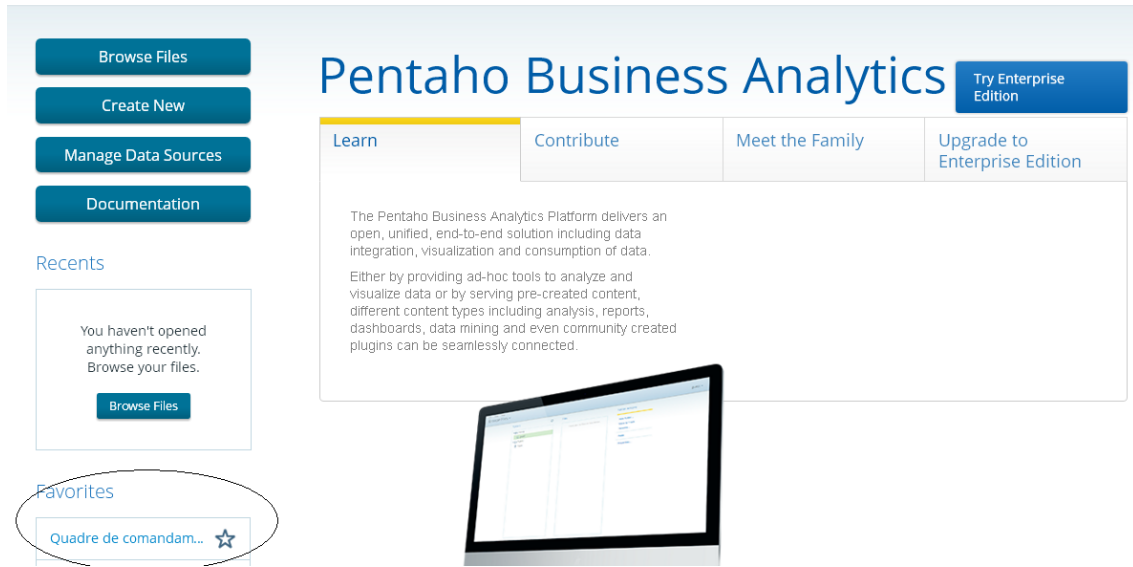 Browse Files
Create New
Manage Data Sources
Documentation
Recents
You haven't opened
anything recently.
Browse your files.
Browse Files
Favorites
Quadre de comandam...
Pentaho Business Analytics
Try Enterprise
Edition
Learn
Contribute
Meet the Family
Upgrade to
Enterprise Edition
The Pentaho Business Analytics Platform delivers an
open, unified, end-to-end solution including data
integration, visualization and consumption of data.
Either by providing ad-hoc tools to analyze and
visualize data or by serving pre-created content,
different content types including analysis, reports,
dashboards, data mining and even community created
plugins can be seamlessly connected.